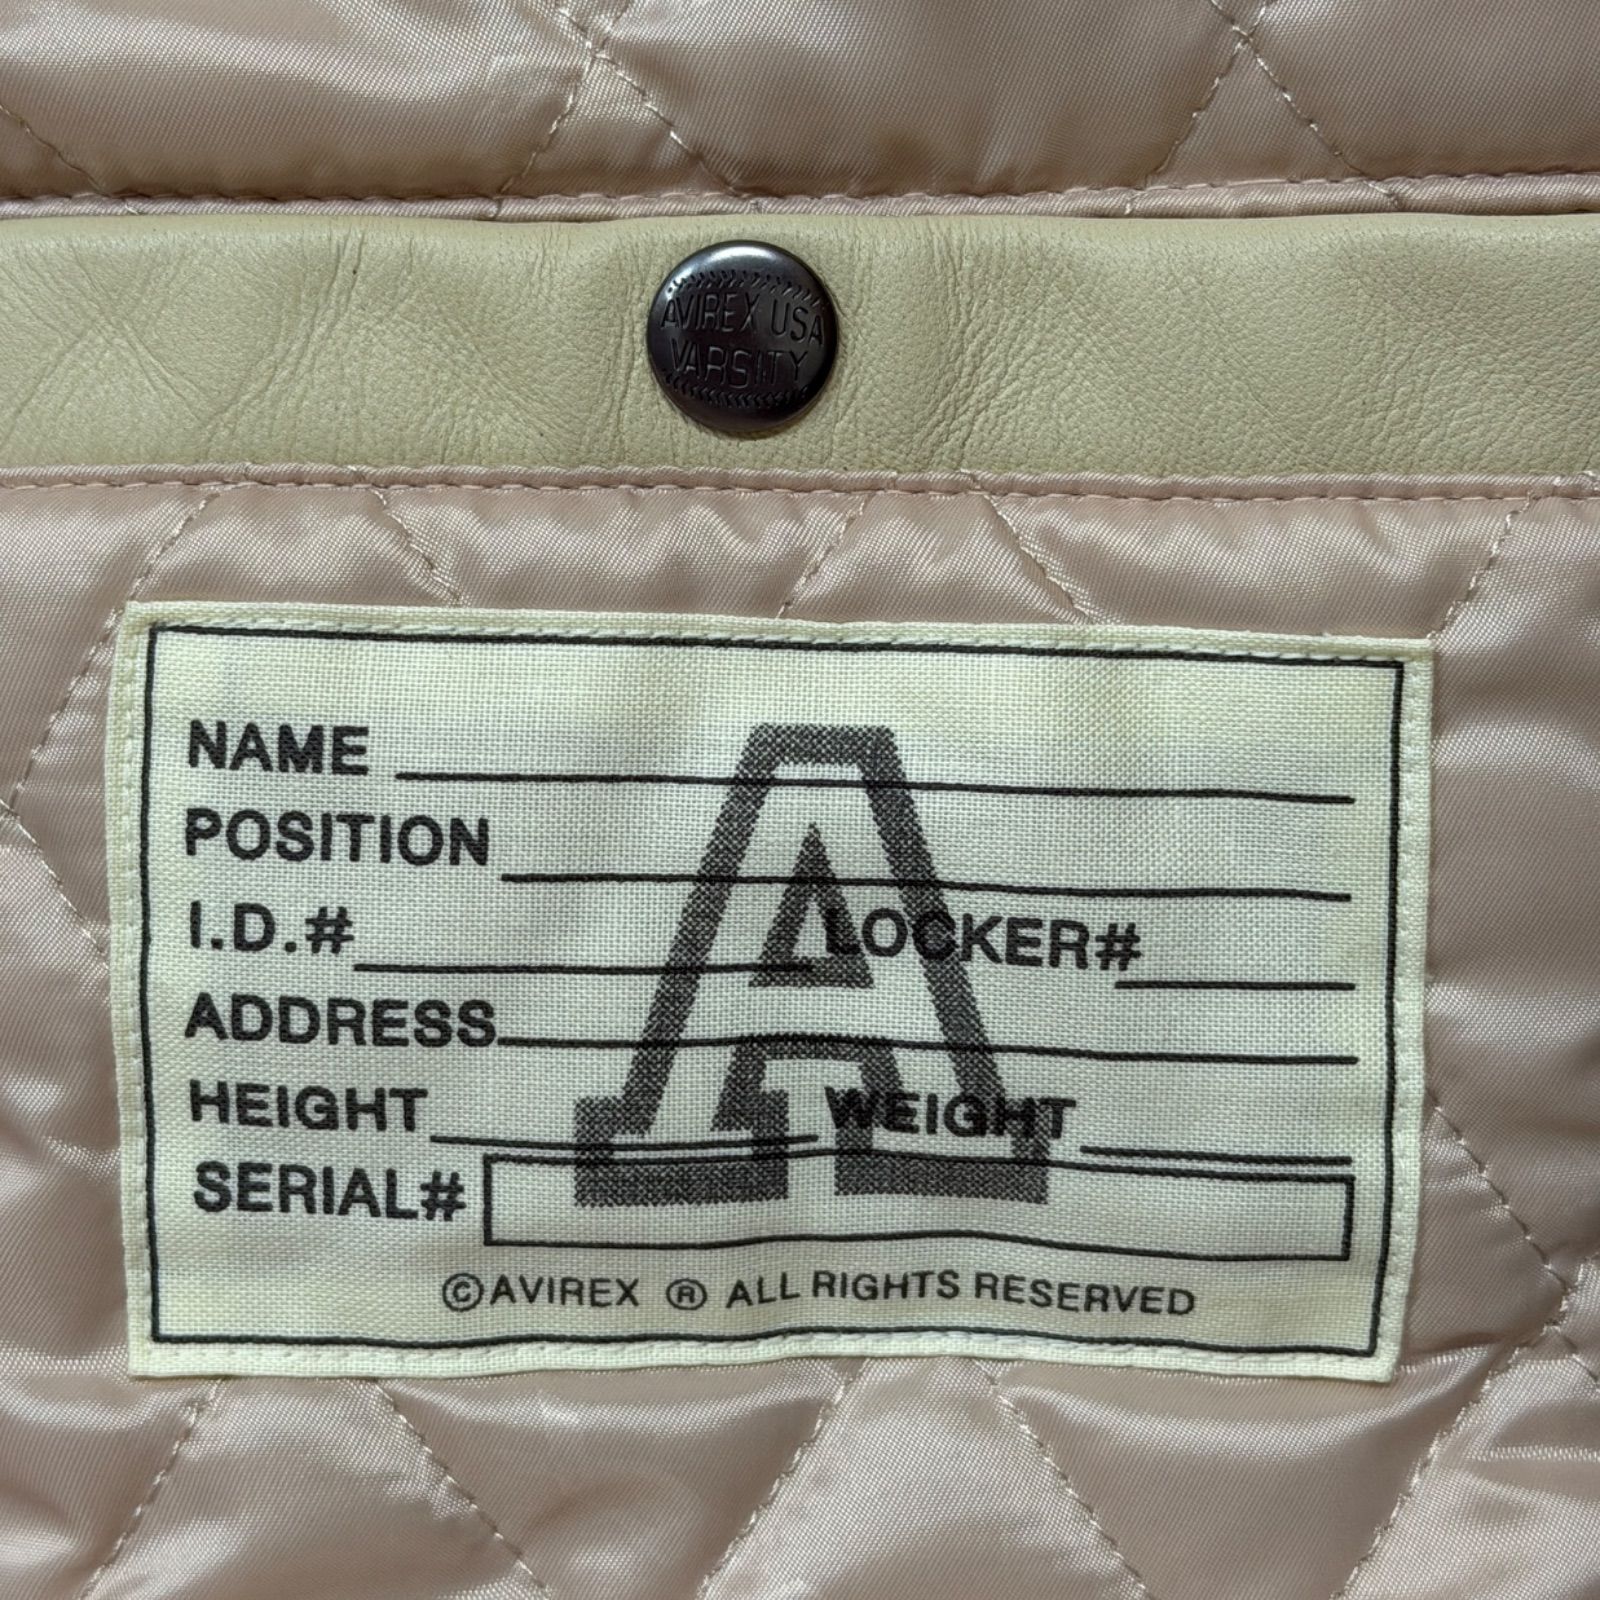 AVIREX USA
VARSITY
NAME
POSITION
I.D.# LOCKER#
ADDRESS
HEIGHT WEIGHT
SERIAL#
A
©AVIREX ® ALL RIGHTS RESERVED